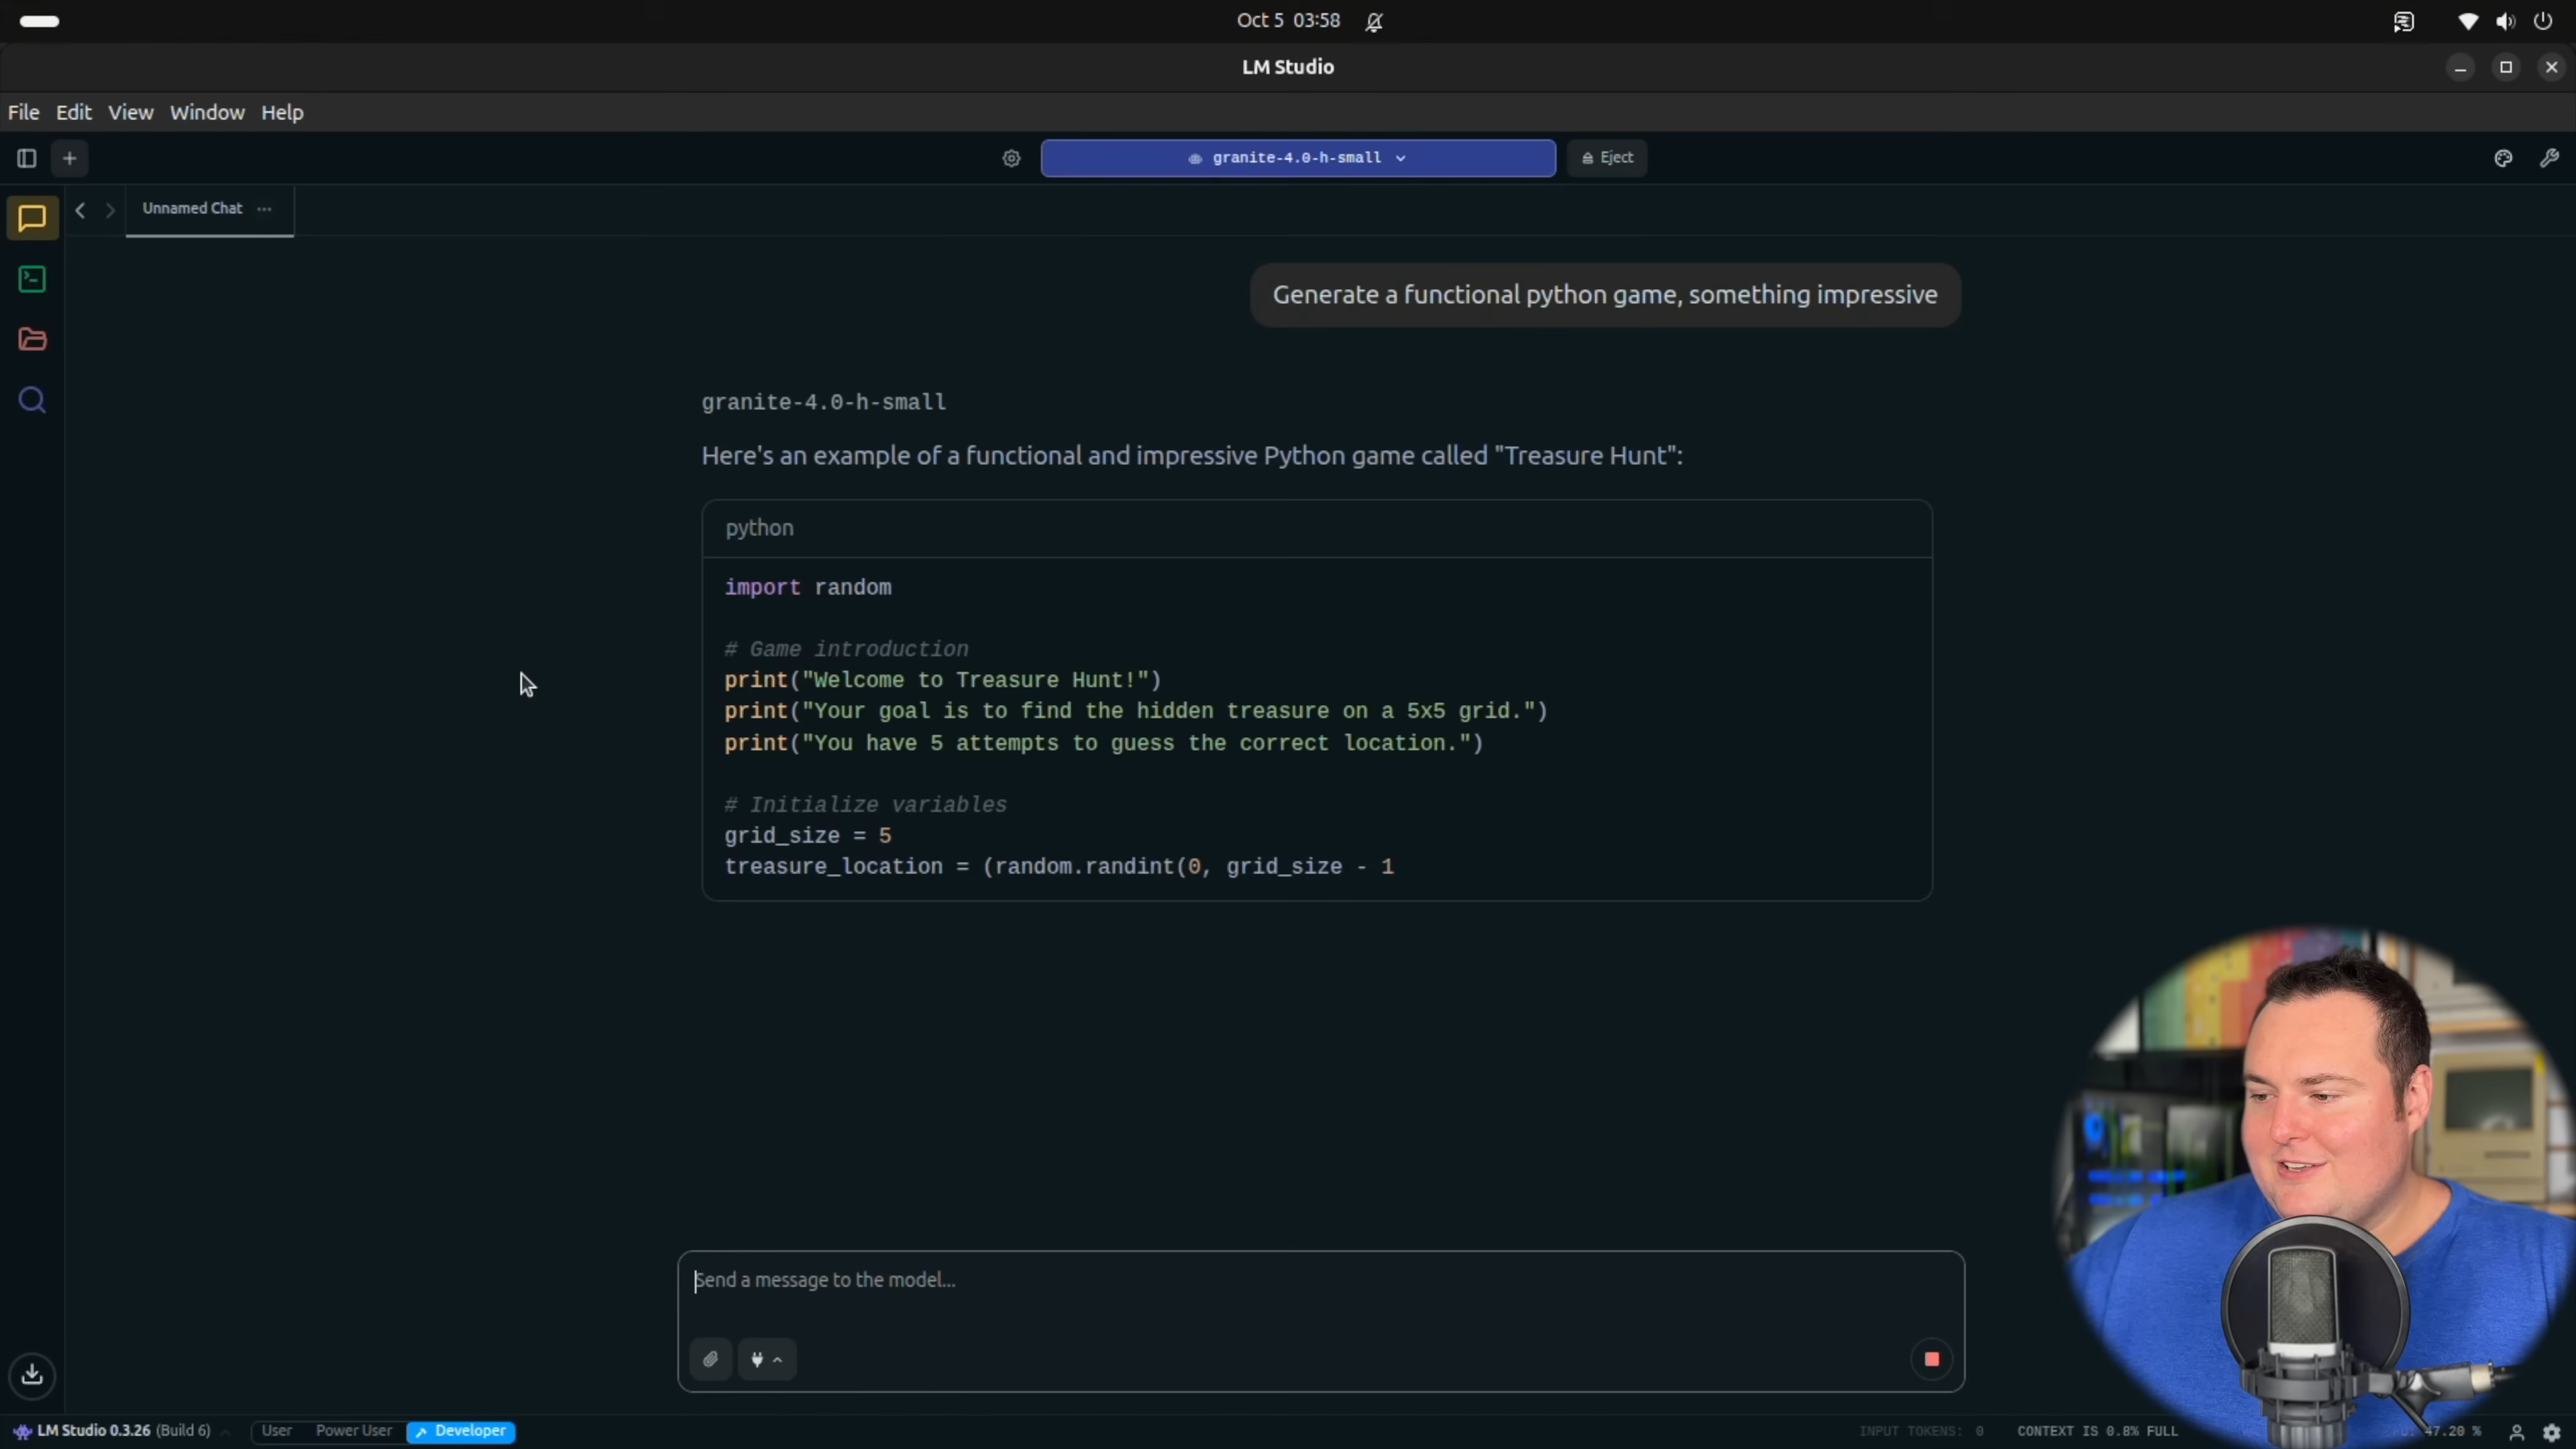 Oct 5 03:58
LM Studio
File Edit View Window Help
granite-4.0-h-small
Eject
Unnamed Chat
Generate a functional python game, something impressive
granite-4.0-h-small
Here's an example of a functional and impressive Python game called "Treasure Hunt":
python
import random
# Game introduction
print("Welcome to Treasure Hunt!")
print("Your goal is to find the hidden treasure on a 5x5 grid.")
print("You have 5 attempts to guess the correct location.")
# Initialize variables
grid_size = 5
treasure_location = (random.randint(0, grid_size - 1
Send a message to the model...
LM Studio 0.3.26 (Build 6) User Power User Developer INPUT TOKENS: 0 CONTEXT IS 0.8% FULL 47.20 %